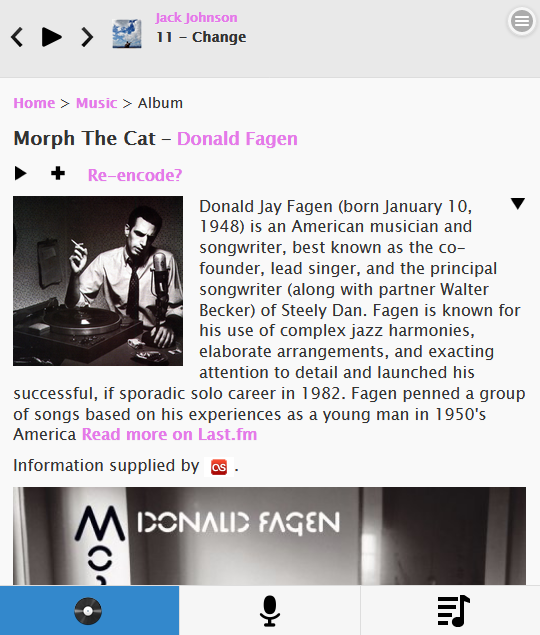 Jack Johnson
11 - Change
Home > Music > Album
Morph The Cat - Donald Fagen
Re-encode?
Donald Jay Fagen (born January 10,
1948) is an American musician and
songwriter, best known as the co-
founder, lead singer, and the principal
songwriter (along with partner Walter
Becker) of Steely Dan. Fagen is known for
his use of complex jazz harmonies,
elaborate arrangements, and exacting
attention to detail and launched his
successful, if sporadic solo career in 1982. Fagen penned a group
of songs based on his experiences as a young man in 1950's
America Read more on Last.fm
Information supplied by as .
DONALD FAGEN
MO